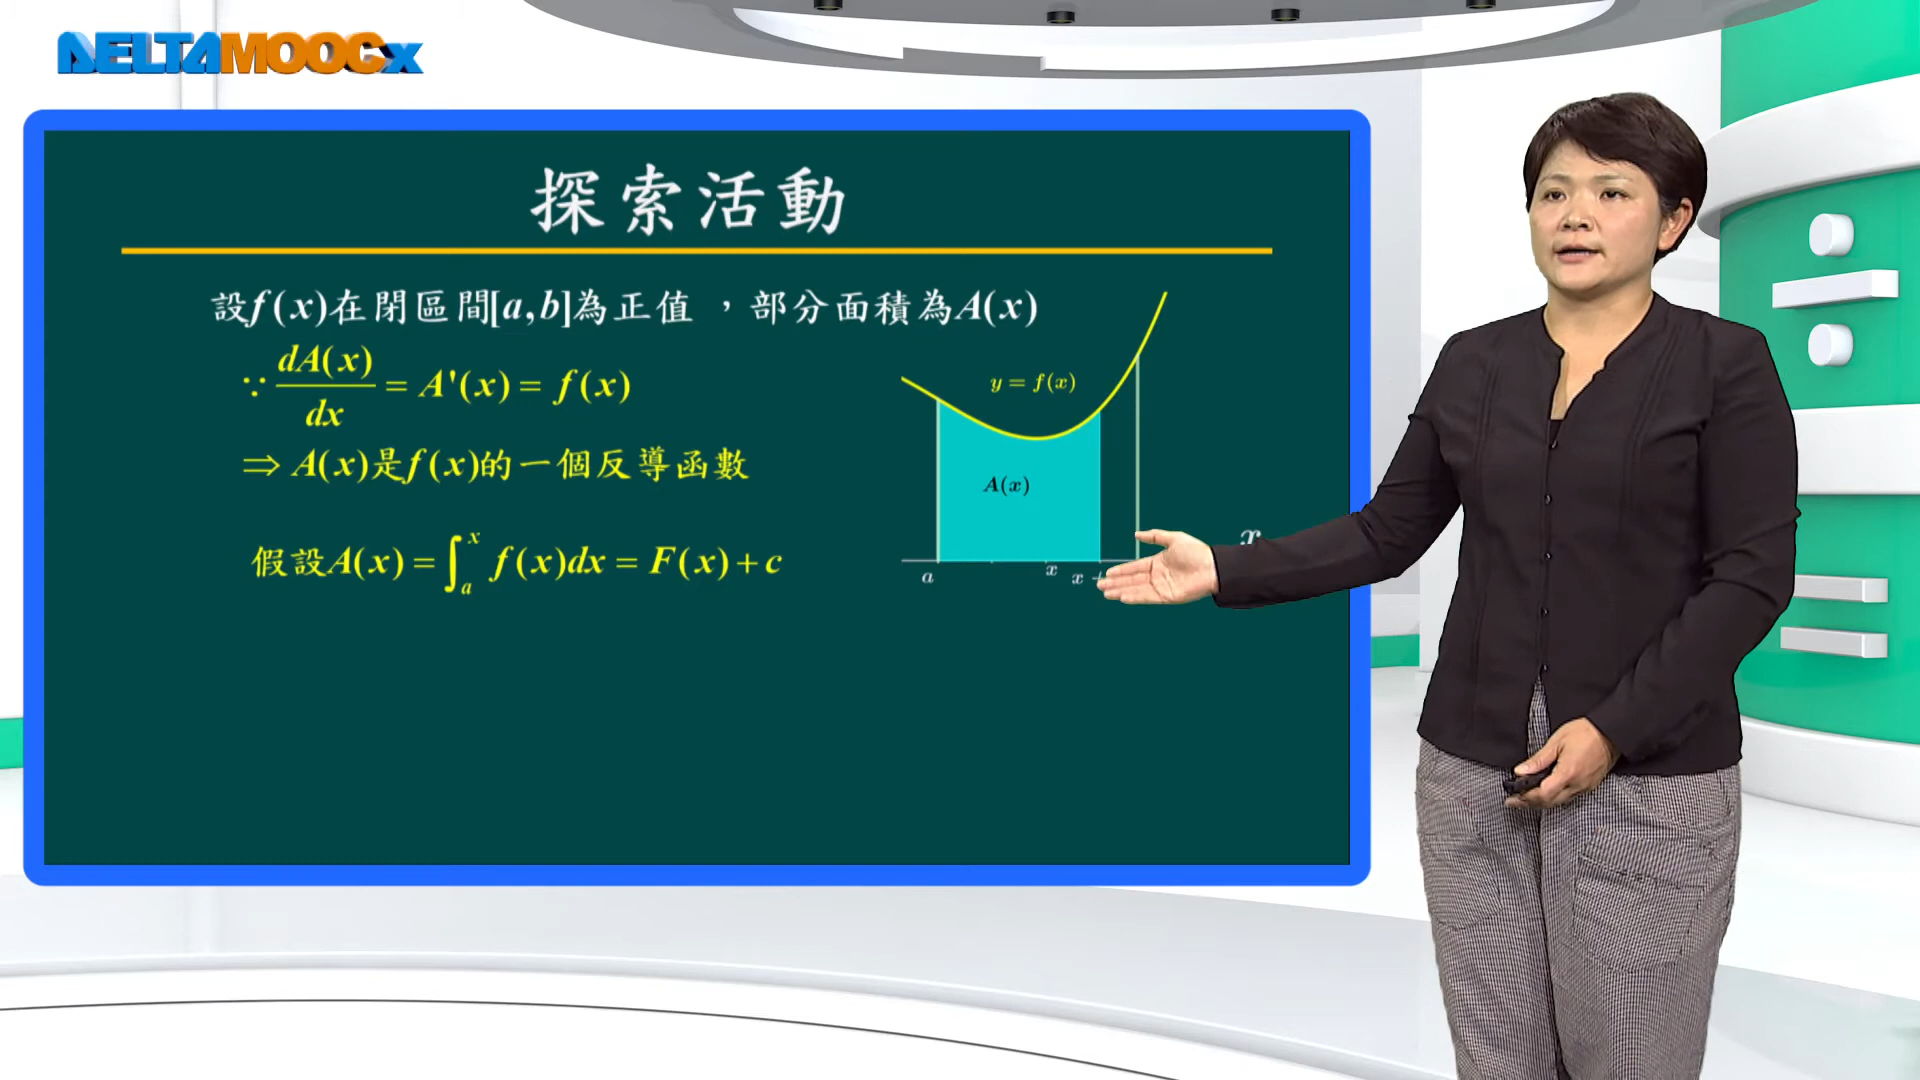 DELTAMOOCx
探索活動
設f(x)在閉區間[a,b]為正值，部分面積為A(x)
∵ dA(x)/dx = A'(x) = f(x)
⇒ A(x)是f(x)的一個反導函數
假設A(x) = ∫_a^x f(x)dx = F(x) + c
y = f(x)
A(x)
x
a x x +